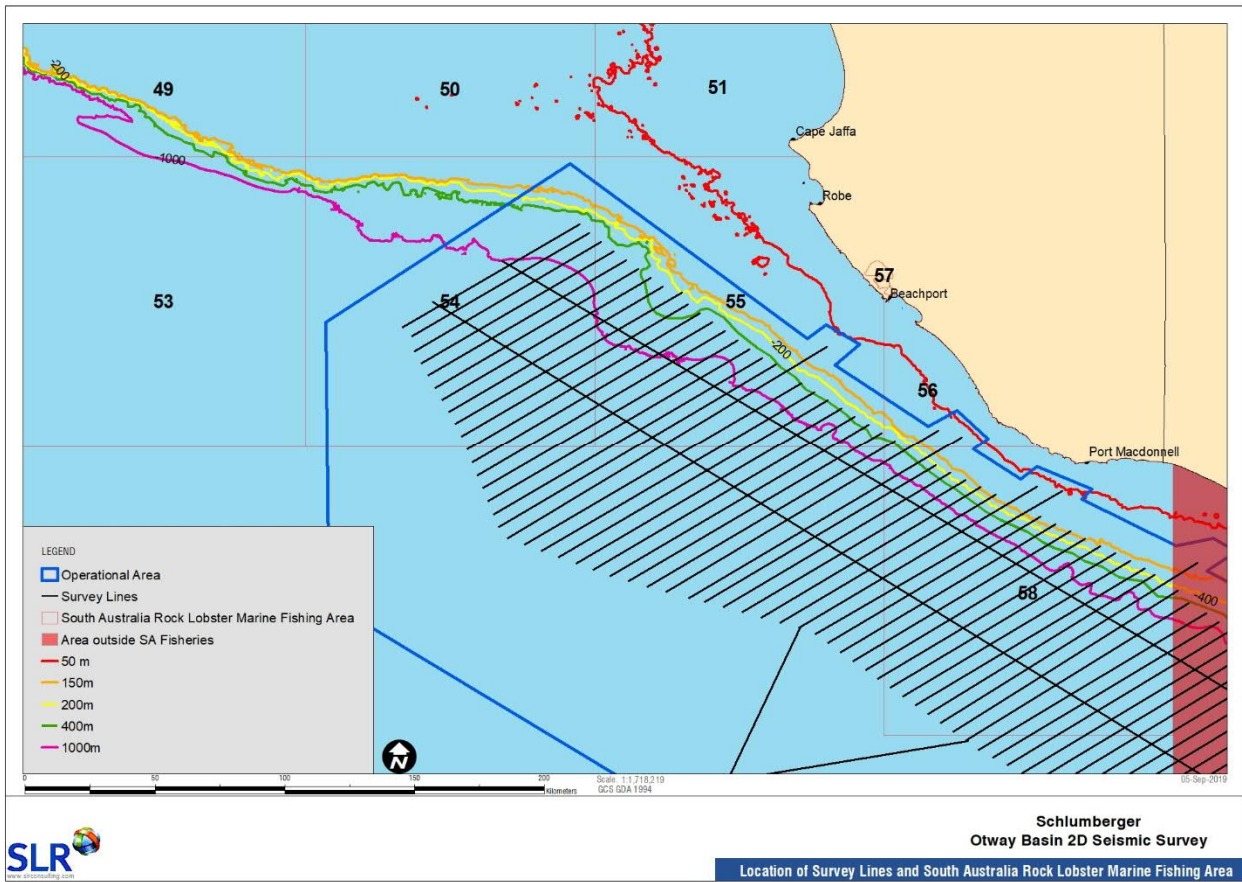 -200
49
50
51
Cape Jaffa
-1000
Robe
57
Beachport
53
54
55
-200
56
Port Macdonnell
58
-400
LEGEND
Operational Area
Survey Lines
South Australia Rock Lobster Marine Fishing Area
Area outside SA Fisheries
50 m
150m
200m
400m
1000m
N
0 50 100 150 200
Kilometers
Scale: 1:1,718,219
GCS GDA 1994
05-Sep-2019
SLR
www.slrconsulting.com
Schlumberger
Otway Basin 2D Seismic Survey
Location of Survey Lines and South Australia Rock Lobster Marine Fishing Area